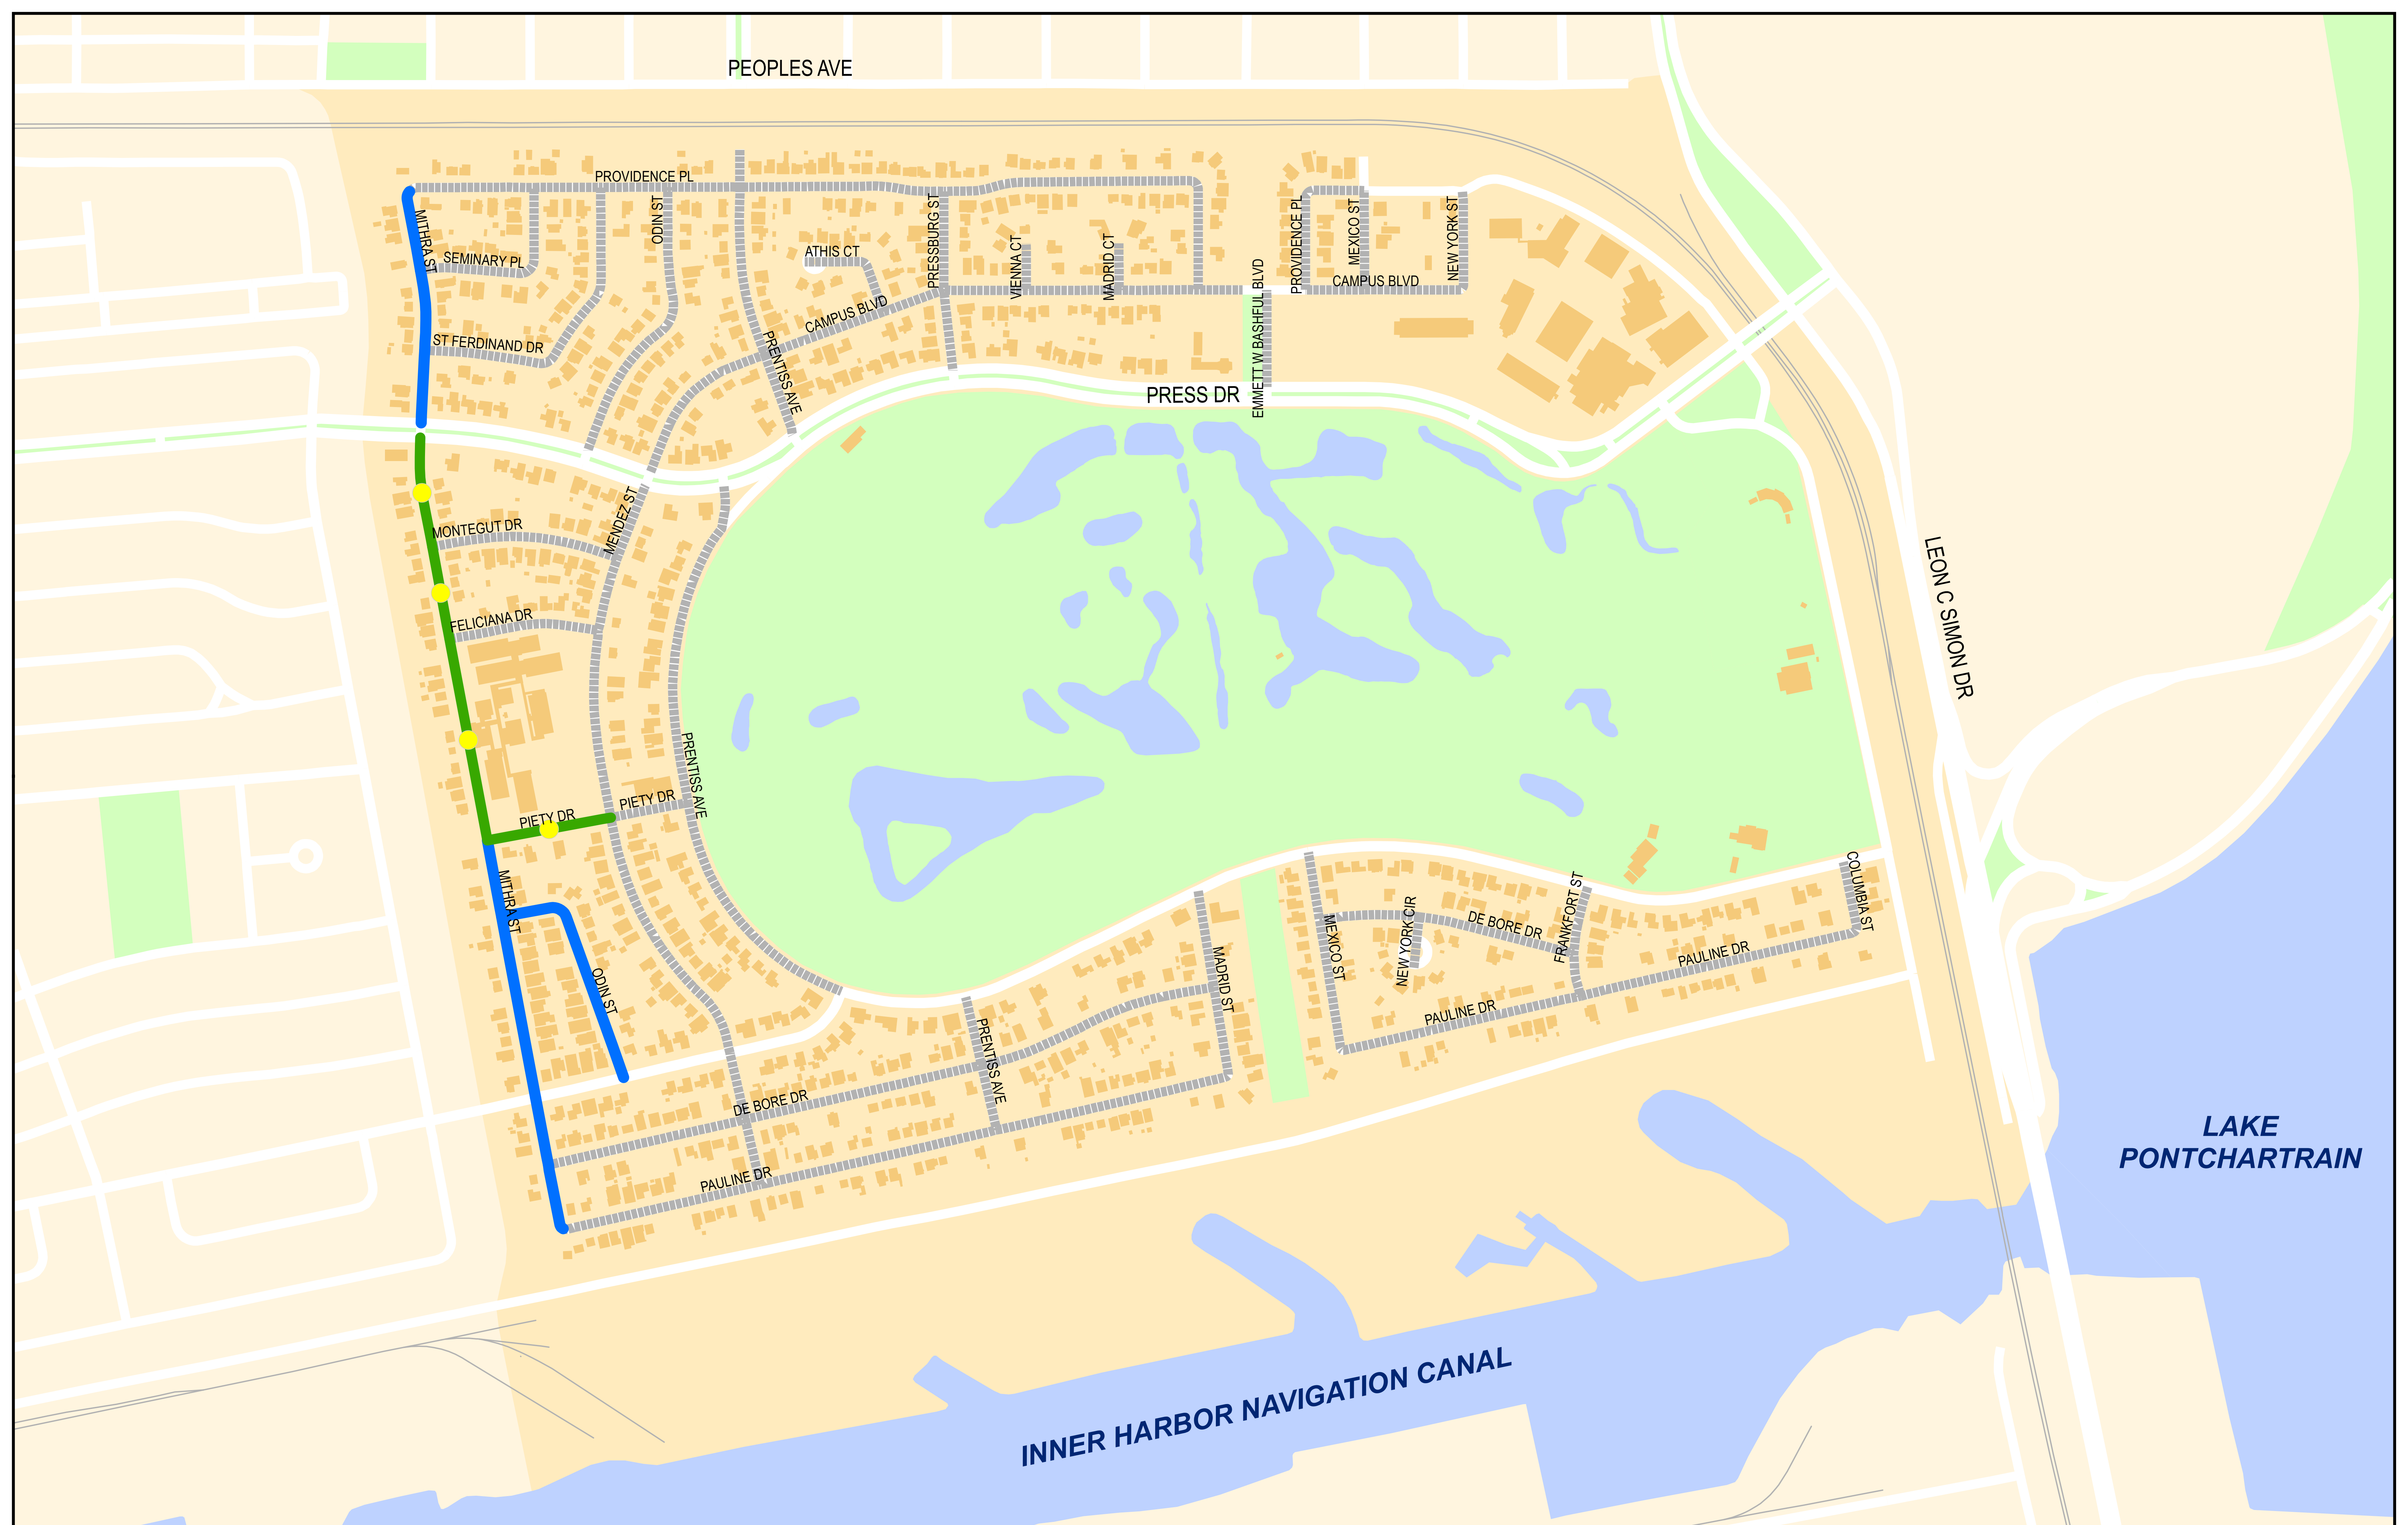 PEOPLES AVE
PROVIDENCE PL
MITHRA ST
SEMINARY PL
ODIN ST
ATHIS CT
PRESSBURG ST
VIENNA CT
MADRID CT
EMMETT W BASHFUL BLVD
PROVIDENCE PL
MEXICO ST
NEW YORK ST
CAMPUS BLVD
CAMPUS BLVD
ST FERDINAND DR
PRENTISS AVE
PRESS DR
MONTEGUT DR
MENDEZ ST
FELICIANA DR
LEON C SIMON DR
PRENTISS AVE
PIETY DR
PIETY DR
MITHRA ST
ODIN ST
COLUMBIA ST
FRANKFORT ST
NEW YORK CIR
DE BORE DR
MEXICO ST
MADRID ST
PAULINE DR
PAULINE DR
PRENTISS AVE
DE BORE DR
PAULINE DR
LAKE
PONTCHARTRAIN
INNER HARBOR NAVIGATION CANAL